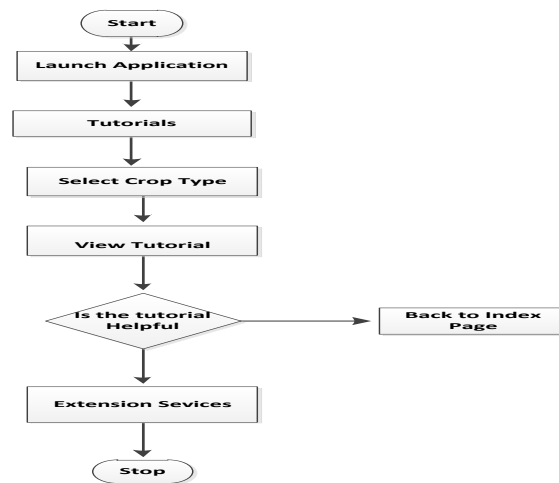 Start
Launch Application
Tutorials
Select Crop Type
View Tutorial
Is the tutorial
Helpful
Back to Index
Page
Extension Sevices
Stop